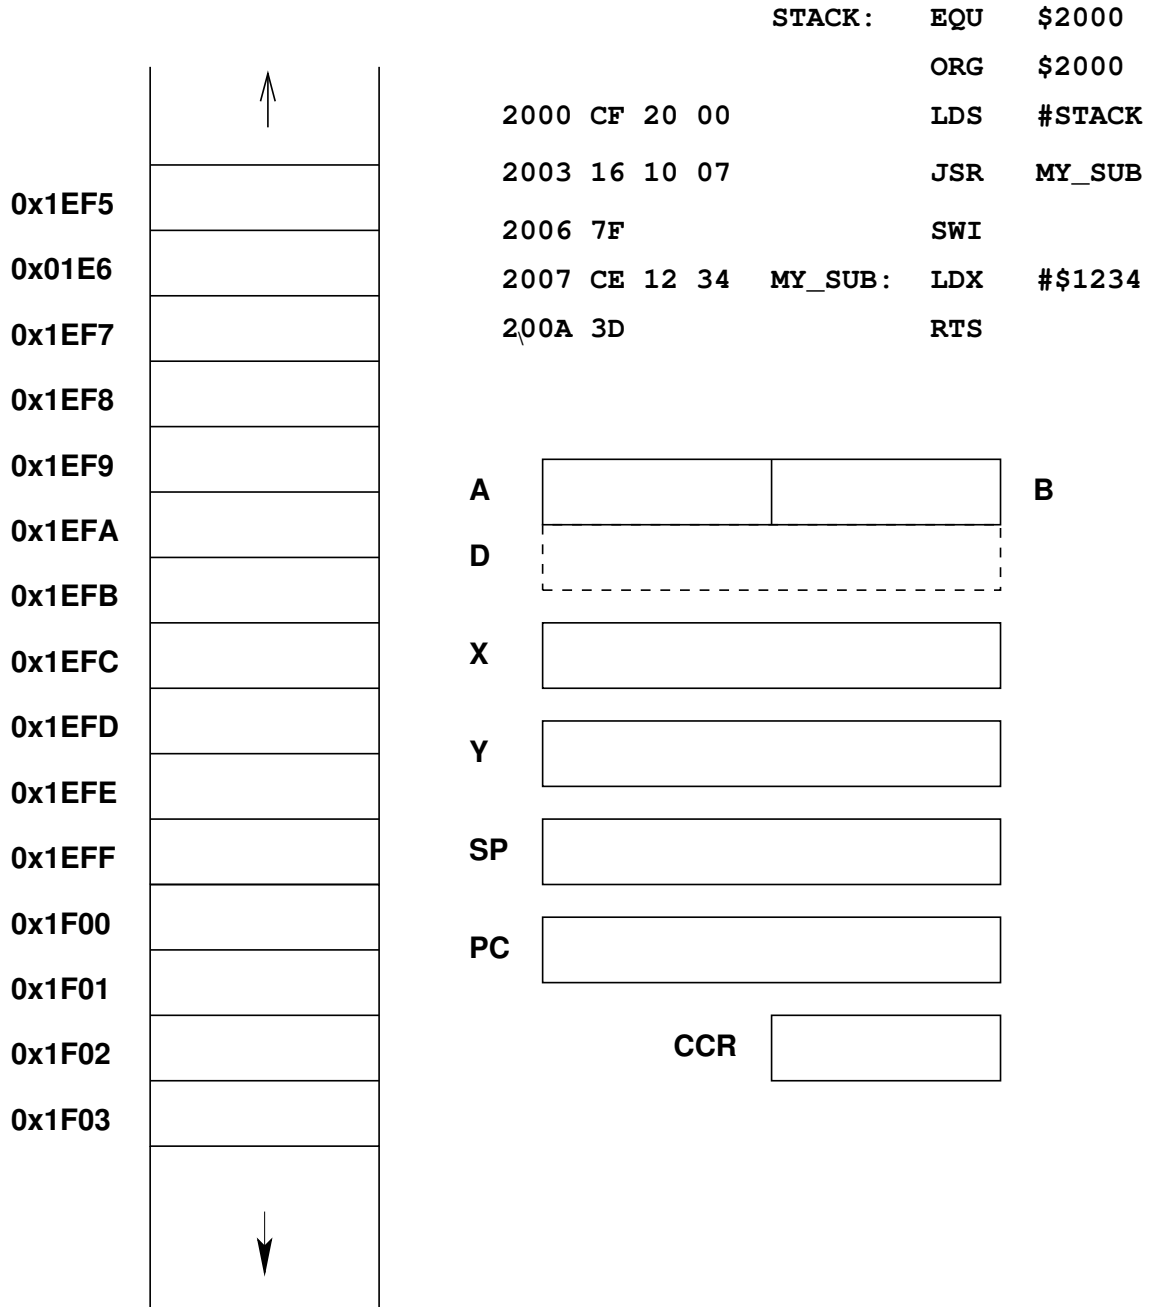 STACK: EQU $2000
ORG $2000
2000 CF 20 00 LDS #STACK
2003 16 10 07 JSR MY_SUB
2006 7F SWI
2007 CE 12 34 MY_SUB: LDX #$1234
200A 3D RTS
\
0x1EF5
0x01E6
0x1EF7
0x1EF8
0x1EF9
0x1EFA
0x1EFB
0x1EFC
0x1EFD
0x1EFE
0x1EFF
0x1F00
0x1F01
0x1F02
0x1F03
A B
D
X
Y
SP
PC
CCR